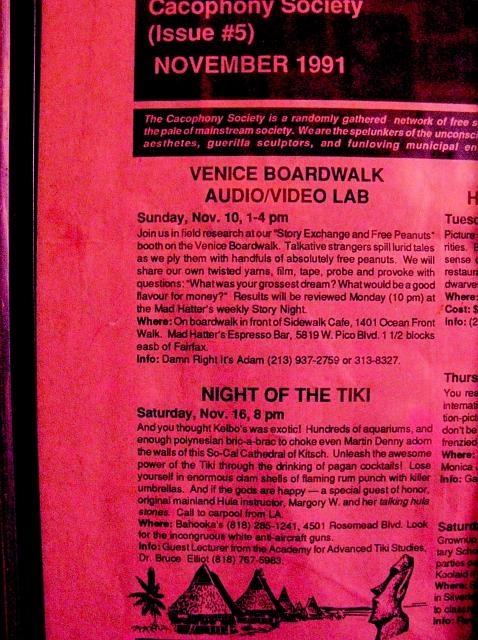 Cacophony Society
(Issue #5)
NOVEMBER 1991
The Cacophony Society is a randomly gathered network of free s
the pale of mainstream society. We are the spelunkers of the unconsci
aesthetes, guerilla sculptors, and funloving municipal en
VENICE BOARDWALK
AUDIO/VIDEO LAB
Sunday, Nov. 10, 1-4 pm
Join us in field research at our "Story Exchange and Free Peanuts"
booth on the Venice Boardwalk. Talkative strangers spill lurid tales
as we ply them with handfuls of absolutely free peanuts. We will
share our own twisted yarns, film, tape, probe and provoke with
questions: "What was your grossest dream? What would be a good
flavour for money?" Results will be reviewed Monday (10 pm) at
the Mad Hatter's weekly Story Night.
Where: On boardwalk in front of Sidewalk Cafe, 1401 Ocean Front
Walk. Mad Hatter's Espresso Bar, 5819 W. Pico Blvd. 1 1/2 blocks
easb of Fairfax.
Info: Damn Right It's Adam (213) 937-2759 or 313-8327.
NIGHT OF THE TIKI
Saturday, Nov. 16, 8 pm
And you thought Kelbo's was exotic! Hundreds of aquariums, and
enough polynesian bric-a-brac to choke even Martin Denny adorn
the walls of this So-Cal Cathedral of Kitsch. Unleash the awesome
power of the Tiki through the drinking of pagan cocktails! Lose
yourself in enormous clam shells of flaming rum punch with killer
umbrellas. And if the gods are happy — a special guest of honor,
original mainland Hula instructor, Margory W. and her talking hula
stones. Call to carpool from LA.
Where: Bahooka's (818) 285-1241, 4501 Rosemead Blvd. Look
for the incongruous white anti-aircraft guns.
Info: Guest Lecturer from the Academy for Advanced Tiki Studies,
Dr. Bruce Elliot (818) 767-5983.
H
Tuesd
Picture
rities. E
sense o
restaur
dwarve
Where:
Cost: $
Info: (2
Thurs
You rea
internati
tion-pict
don't be
frenzied
Where:
Monica
Info: Ga
Saturd
Grownup
tary Scho
parties
Koolaid
Where:
in Silver
to classi
Info: Rev